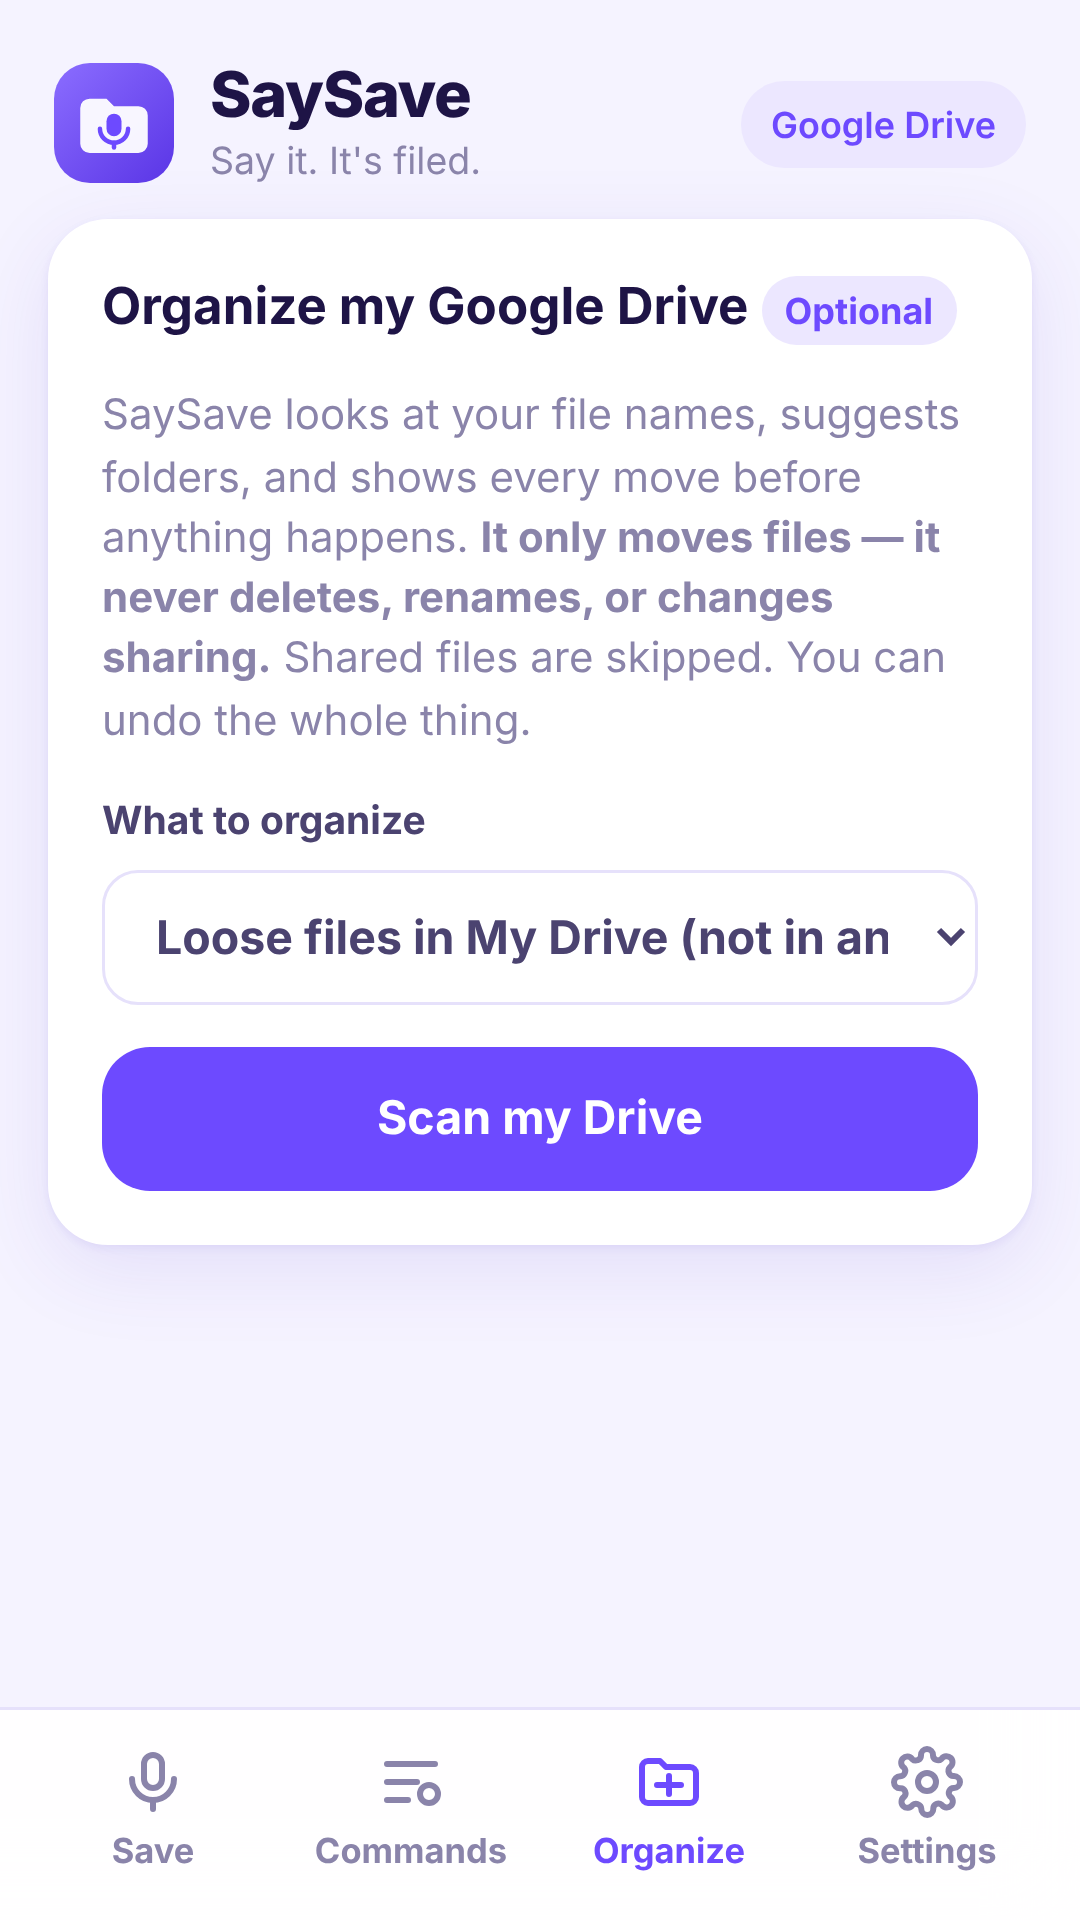 SaySave
Say it. It's filed.
Google Drive
Organize my Google Drive Optional
SaySave looks at your file names, suggests
folders, and shows every move before
anything happens. It only moves files — it
never deletes, renames, or changes
sharing. Shared files are skipped. You can
undo the whole thing.
What to organize
Loose files in My Drive (not in an
Scan my Drive
Save
Commands
Organize
Settings